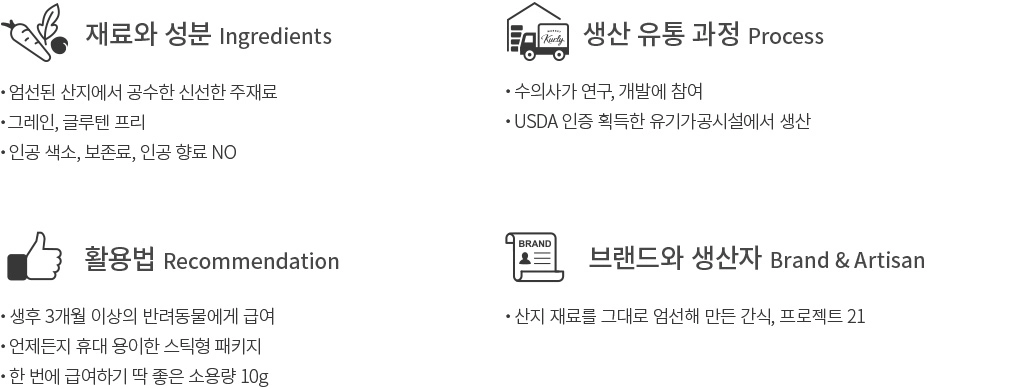 재료와 성분 Ingredients
• 엄선된 산지에서 공수한 신선한 주재료
• 그레인, 글루텐 프리
• 인공 색소, 보존료, 인공 향료 NO
Kurly
생산 유통 과정 Process
• 수의사가 연구, 개발에 참여
• USDA 인증 획득한 유기가공시설에서 생산
활용법 Recommendation
• 생후 3개월 이상의 반려동물에게 급여
• 언제든지 휴대 용이한 스틱형 패키지
• 한 번에 급여하기 딱 좋은 소용량 10g
BRAND
브랜드와 생산자 Brand & Artisan
• 산지 재료를 그대로 엄선해 만든 간식, 프로젝트 21